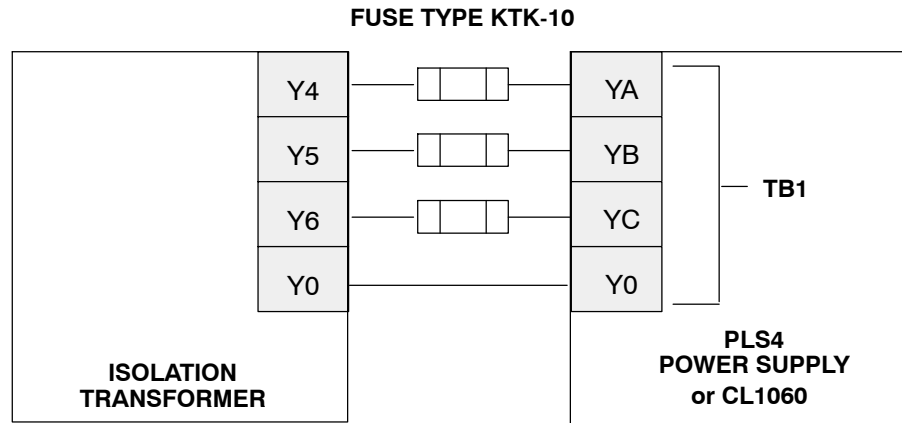 FUSE TYPE KTK-10
Y4
YA
Y5
YB
Y6
YC
Y0
Y0
TB1
ISOLATION
TRANSFORMER
PLS4
POWER SUPPLY
or CL1060